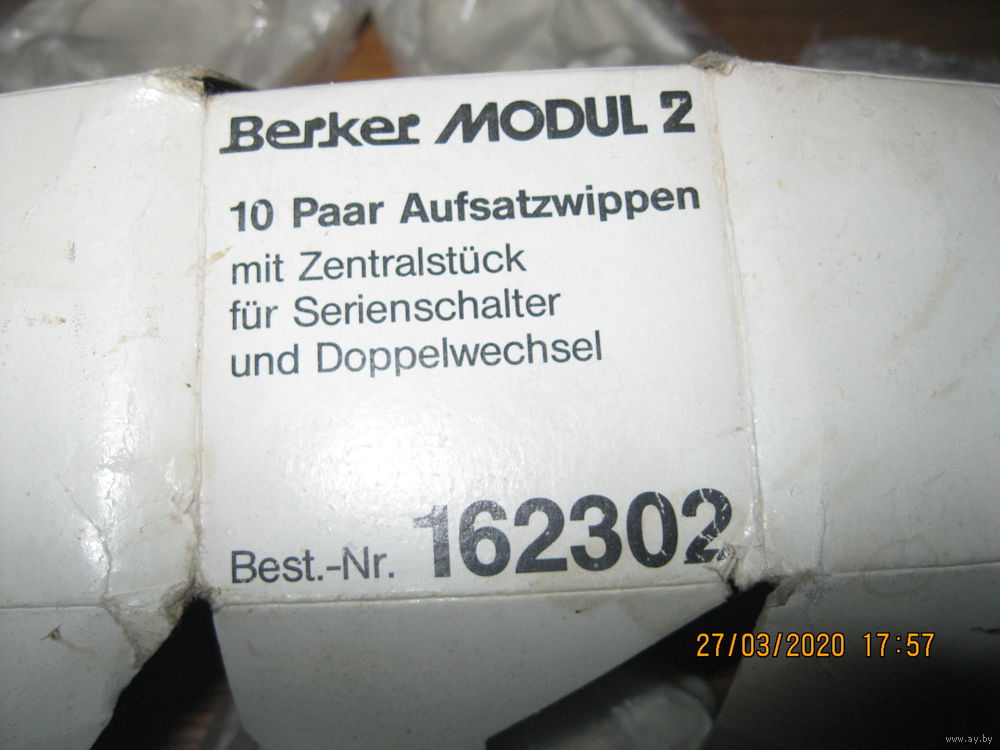 Berker MODUL 2
10 Paar Aufsatzwippen
mit Zentralstück
für Serienschalter
und Doppelwechsel
Best.-Nr. 162302
27/03/2020 17:57
www.ay.by